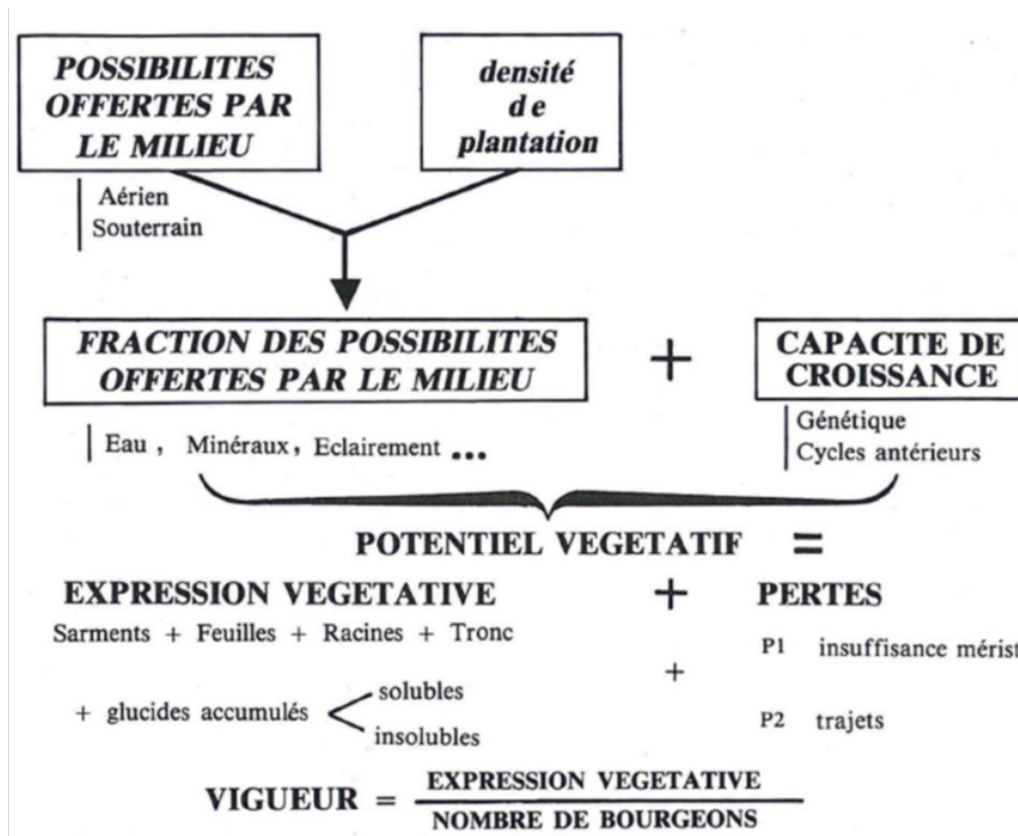 POSSIBILITES
OFFERTES PAR
LE MILIEU
densité
de
plantation
Aérien
Souterrain
FRACTION DES POSSIBILITES
OFFERTES PAR LE MILIEU
+
CAPACITE DE
CROISSANCE
Eau , Minéraux, Eclairement ...
Génétique
Cycles antérieurs
POTENTIEL VEGETATIF =
EXPRESSION VEGETATIVE + PERTES
Sarments + Feuilles + Racines + Tronc
P1 insuffisance mérist
+
+ glucides accumulés
solubles
insolubles
P2 trajets
VIGUEUR = EXPRESSION VEGETATIVE
NOMBRE DE BOURGEONS